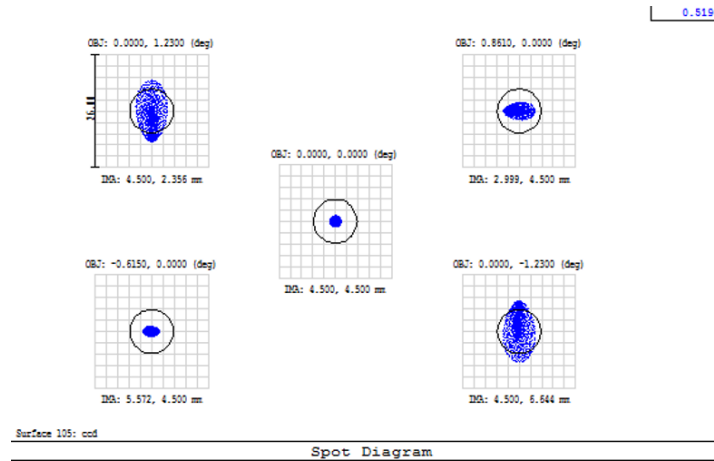 0.519
OBJ: 0.0000, 1.2300 (deg)
OBJ: 0.8610, 0.0000 (deg)
IMA: 4.500, 2.356 mm
IMA: 2.999, 4.500 mm
OBJ: 0.0000, 0.0000 (deg)
IMA: 4.500, 4.500 mm
OBJ: -0.6150, 0.0000 (deg)
OBJ: 0.0000, -1.2300 (deg)
IMA: 5.572, 4.500 mm
IMA: 4.500, 6.644 mm
Surface 105: ccd
Spot Diagram